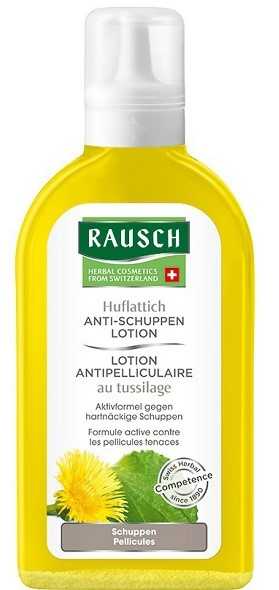 RAUSCH
HERBAL COSMETICS
FROM SWITZERLAND
Huflattich
ANTI-SCHUPPEN
LOTION
LOTION
ANTIPELLICULAIRE
au tussilage
Aktivformel gegen
hartnäckige Schuppen
Formule active contre
les pellicules tenaces
Swiss Herbal
Competence
since 1890
Schuppen
Pellicules